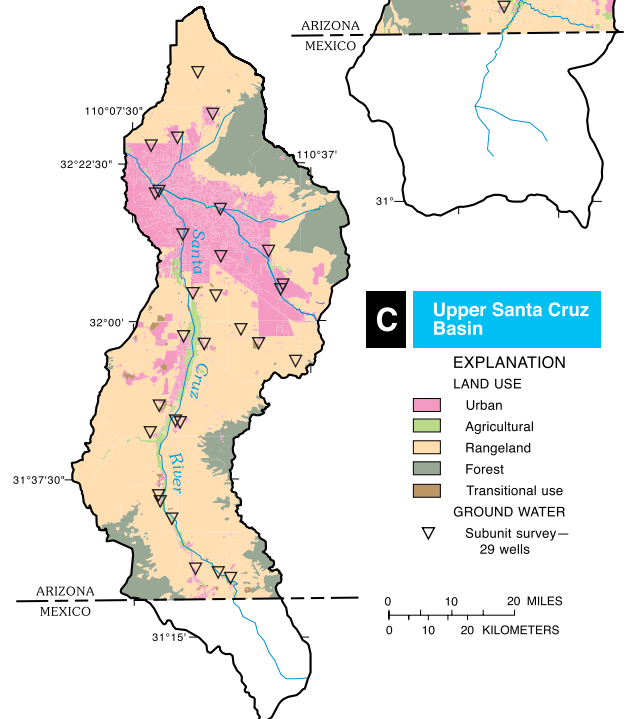 ARIZONA
MEXICO
110°07'30"
110°37'
32°22'30"
31°
Santa
Cruz
River
32°00'
31°37'30"
ARIZONA
MEXICO
31°15'
C
Upper Santa Cruz
Basin
EXPLANATION
LAND USE
Urban
Agricultural
Rangeland
Forest
Transitional use
GROUND WATER
Subunit survey—
29 wells
0 10 20 MILES
0 10 20 KILOMETERS